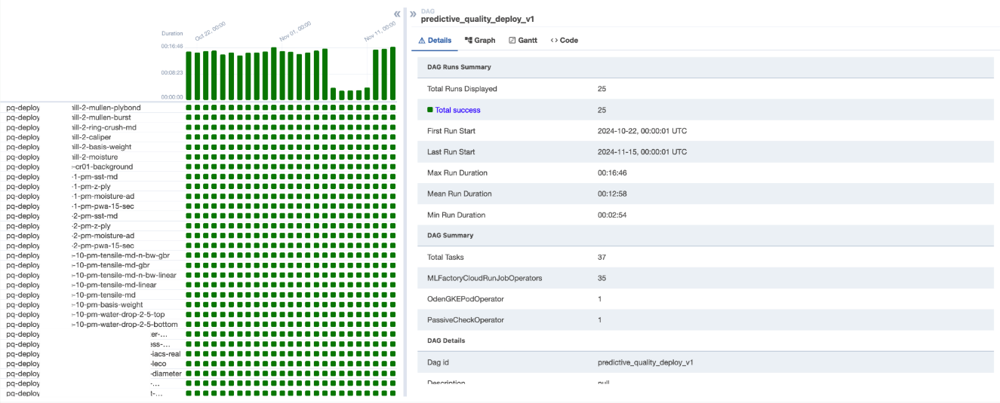 « » DAG
predictive_quality_deploy_v1
Details Graph Gantt <> Code
Duration
Oct 22, 00:00
Nov 01, 00:00
Nov 11, 00:00
00:16:46
00:08:23
00:00:00
pq-deploy ill-2-mullen-plybond
pq-deploy ill-2-mullen-burst
pq-deploy ill-2-ring-crush-md
pq-deploy ill-2-caliper
pq-deploy ill-2-basis-weight
pq-deploy ill-2-moisture
pq-deploy -cr01-background
pq-deploy -1-pm-sst-md
pq-deploy -1-pm-z-ply
pq-deploy -1-pm-moisture-ad
pq-deploy -1-pm-pwa-15-sec
pq-deploy -2-pm-sst-md
pq-deploy -2-pm-z-ply
pq-deploy -2-pm-moisture-ad
pq-deploy -2-pm-pwa-15-sec
pq-deploy -10-pm-tensile-md-n-bw-gbr
pq-deploy -10-pm-tensile-md-gbr
pq-deploy -10-pm-tensile-md-n-bw-linear
pq-deploy -10-pm-tensile-md-linear
pq-deploy -10-pm-tensile-md
pq-deploy -10-pm-basis-weight
pq-deploy -10-pm-water-drop-2-5-top
pq-deploy -10-pm-water-drop-2-5-bottom
pq-deploy er-...
pq-deploy ess-...
pq-deploy -iacs-real
pq-deploy -leco
pq-deploy -diameter
pq-deploy -...
pq-deploy t-...
DAG Runs Summary
Total Runs Displayed 25
Total success 25
First Run Start 2024-10-22, 00:00:01 UTC
Last Run Start 2024-11-15, 00:00:01 UTC
Max Run Duration 00:16:46
Mean Run Duration 00:12:58
Min Run Duration 00:02:54
DAG Summary
Total Tasks 37
MLFactoryCloudRunJobOperators 35
OdenGKEPodOperator 1
PassiveCheckOperator 1
DAG Details
Dag id predictive_quality_deploy_v1
Description null